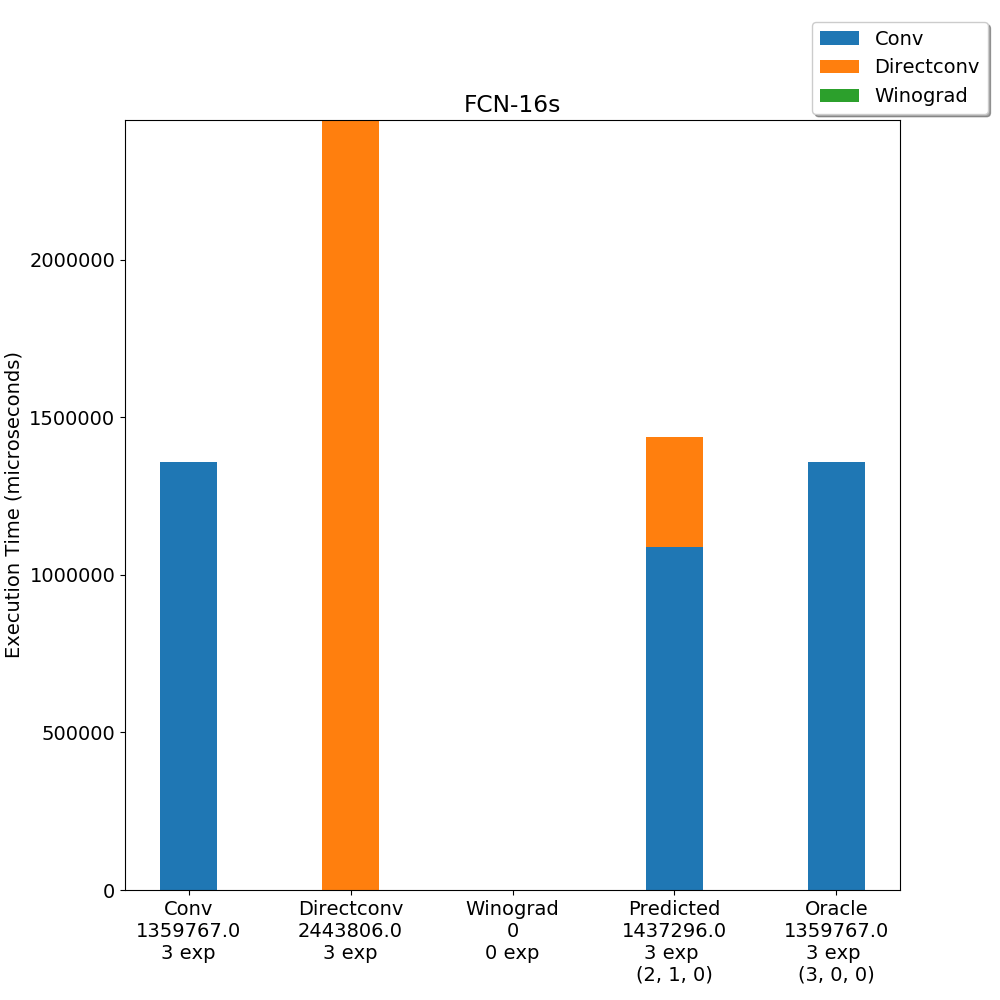 Conv
Directconv
Winograd
FCN-16s
Execution Time (microseconds)
2000000
1500000
1000000
500000
0
Conv
1359767.0
3 exp
Directconv
2443806.0
3 exp
Winograd
0
0 exp
Predicted
1437296.0
3 exp
(2, 1, 0)
Oracle
1359767.0
3 exp
(3, 0, 0)